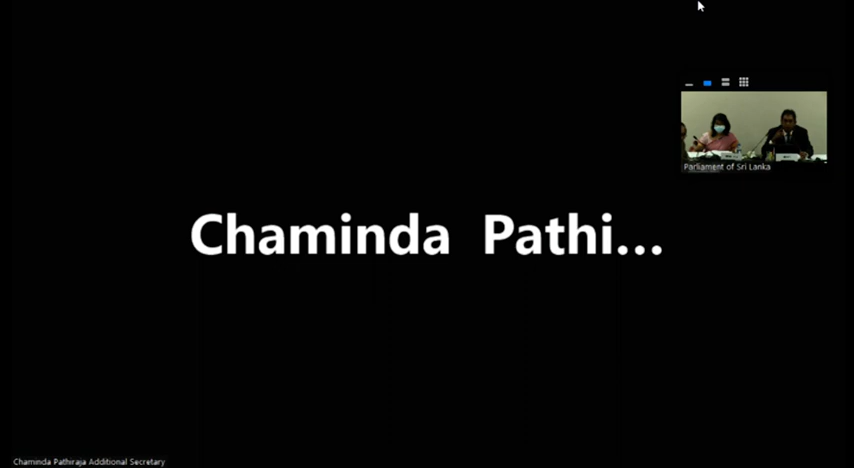 Parliament of Sri Lanka
Chaminda Pathi...
Chaminda Pathiraja Additional Secretary